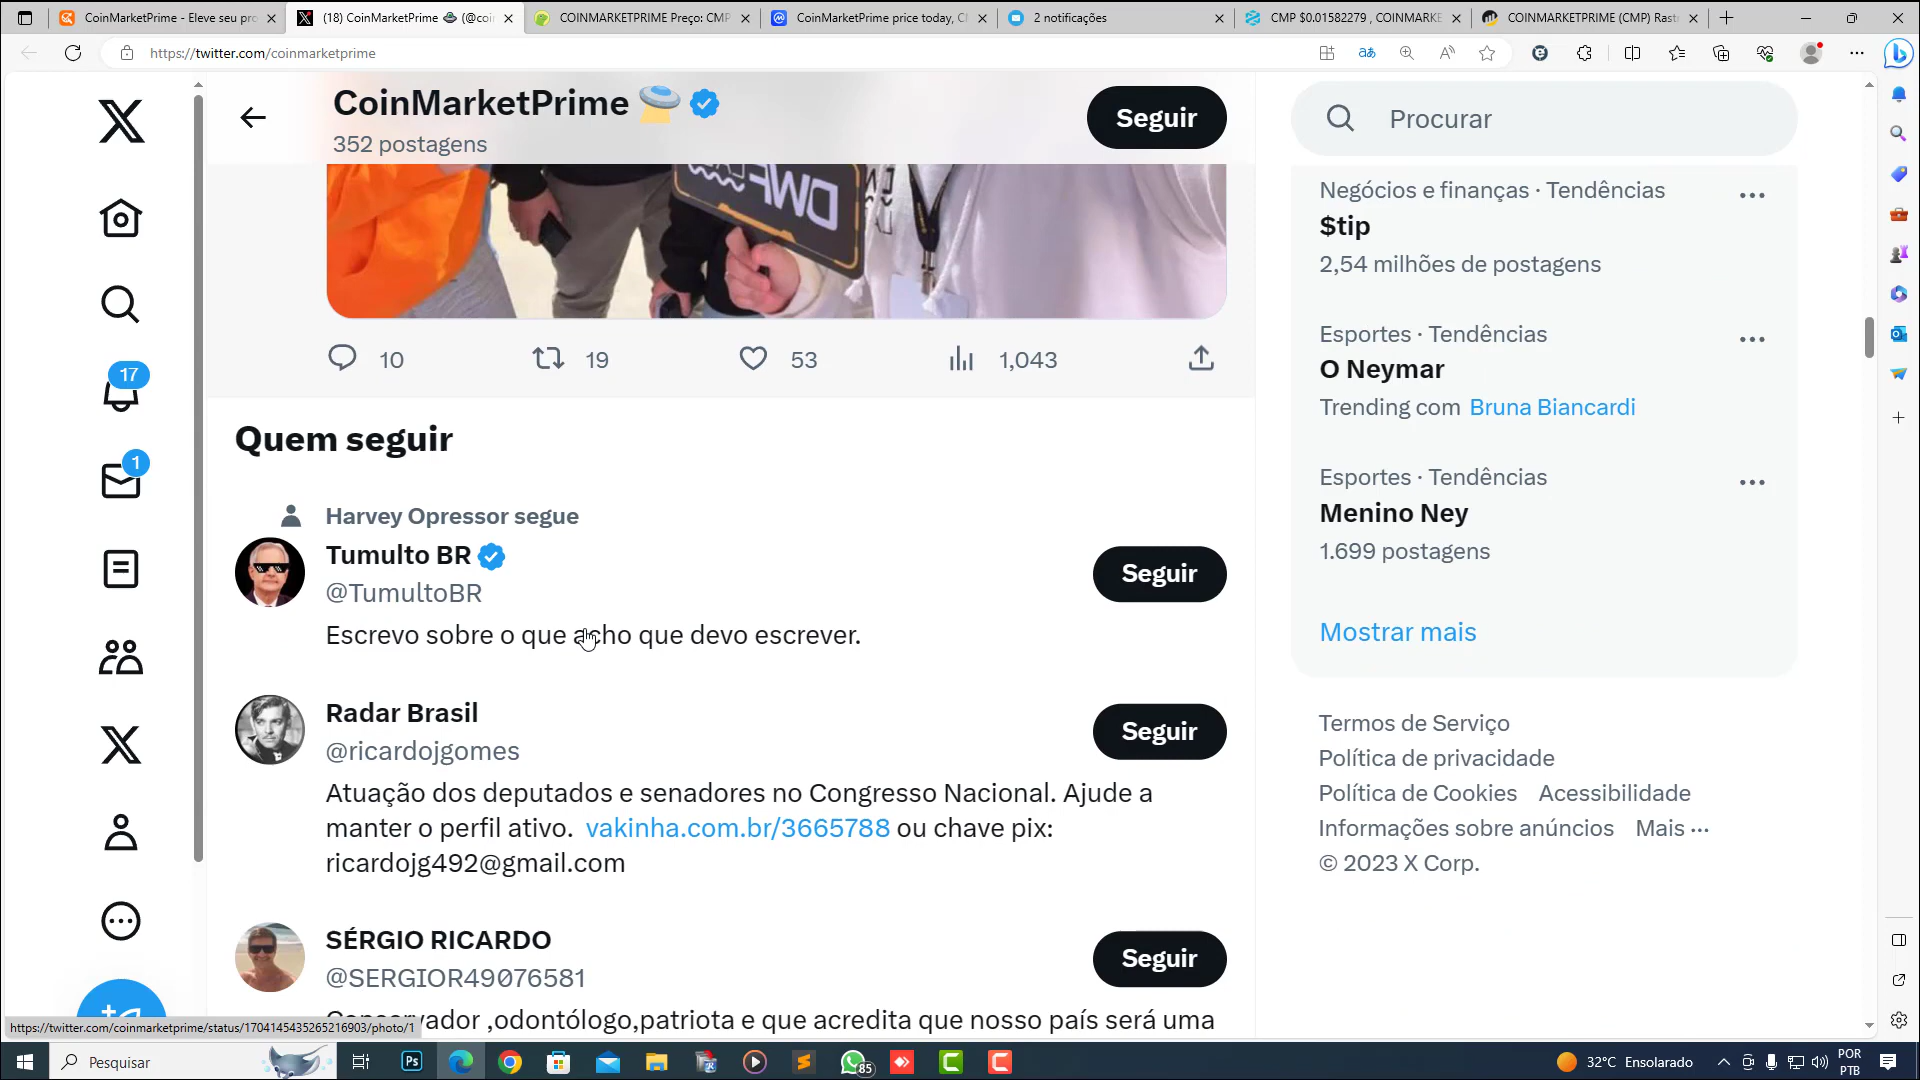 CoinMarketPrime - Eleve seu pro
(18) CoinMarketPrime 🛸 (@coin
COINMARKETPRIME Preço: CMP
CoinMarketPrime price today, C
2 notificações
CMP $0.01582279 , COINMARKE
COINMARKETPRIME (CMP) Rast
https://twitter.com/coinmarketprime
CoinMarketPrime 🛸
352 postagens
Seguir
Procurar
DWF
LABS
10
19
53
1,043
Negócios e finanças · Tendências
$tip
2,54 milhões de postagens
Esportes · Tendências
O Neymar
Trending com Bruna Biancardi
Esportes · Tendências
Menino Ney
1.699 postagens
Mostrar mais
Termos de Serviço
Política de privacidade
Política de Cookies Acessibilidade
Informações sobre anúncios Mais ···
© 2023 X Corp.
17
1
Quem seguir
Harvey Opressor segue
Tumulto BR
@TumultoBR
Seguir
Escrevo sobre o que acho que devo escrever.
Radar Brasil
@ricardojgomes
Seguir
Atuação dos deputados e senadores no Congresso Nacional. Ajude a
manter o perfil ativo. vakinha.com.br/3665788 ou chave pix:
ricardojg492@gmail.com
SÉRGIO RICARDO
@SERGIOR49076581
Seguir
Conservador ,odontólogo,patriota e que acredita que nosso país será uma
https://twitter.com/coinmarketprime/status/1704145435265216903/photo/1
Pesquisar
Ps
85
32°C Ensolarado
POR
PTB